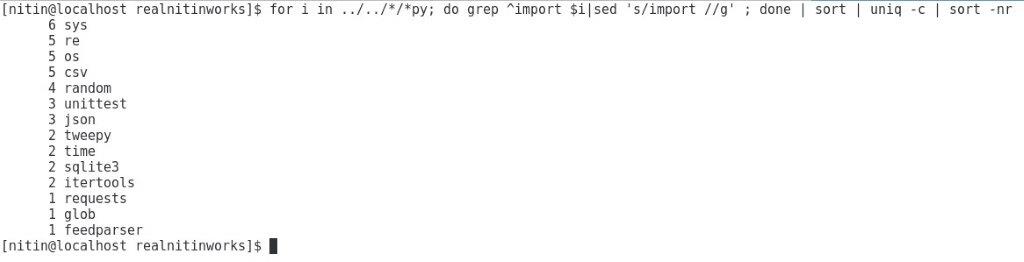 [nitin@localhost realnitinworks]$ for i in ../../*/*py; do grep ^import $i|sed 's/import //g' ; done | sort | uniq -c | sort -nr
6 sys
5 re
5 os
5 csv
4 random
3 unittest
3 json
2 tweepy
2 time
2 sqlite3
2 itertools
1 requests
1 glob
1 feedparser
[nitin@localhost realnitinworks]$